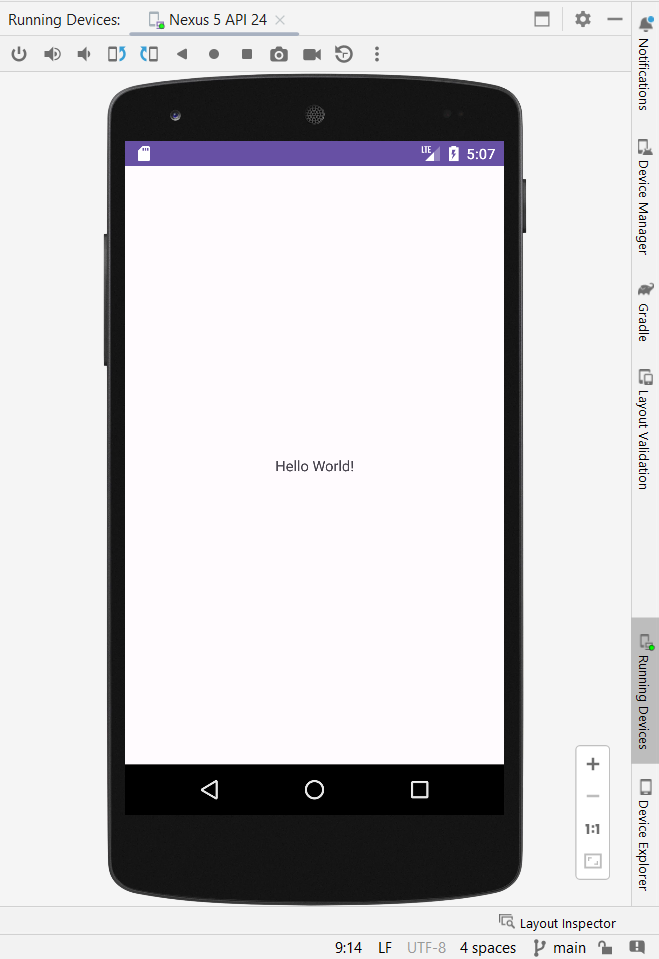 Running Devices:
Nexus 5 API 24
Notifications
Device Manager
Gradle
Layout Validation
LTE
5:07
Hello World!
Running Devices
Device Explorer
1:1
Layout Inspector
9:14 LF UTF-8 4 spaces main